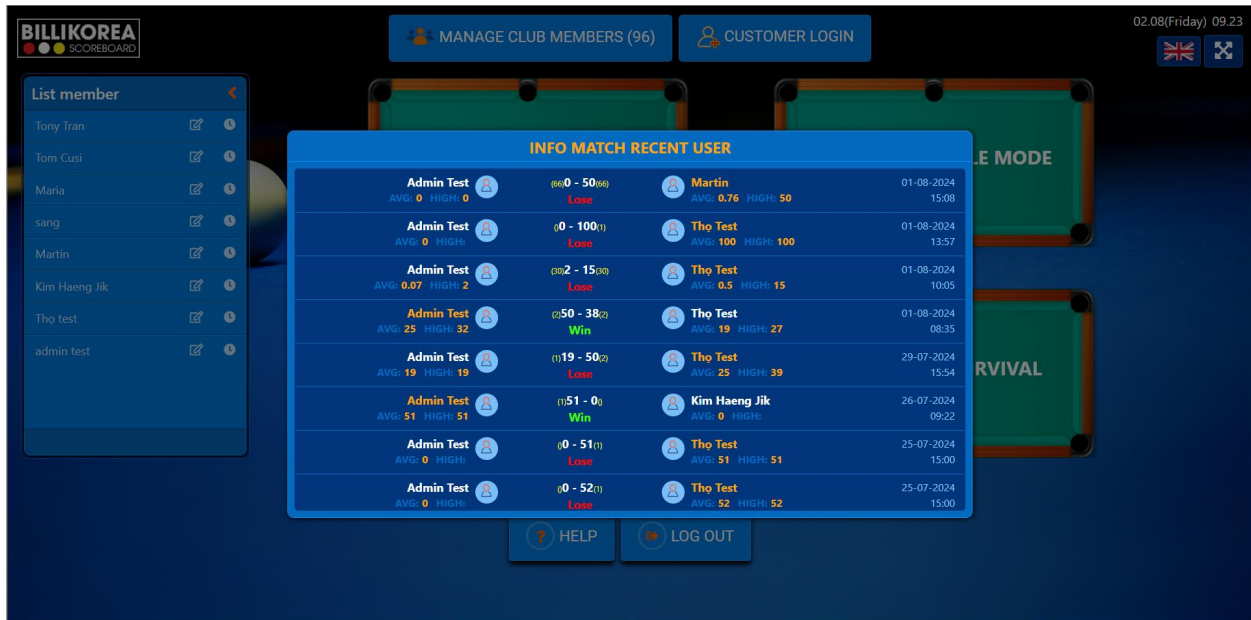 BILLIKOREA
SCOREBOARD
MANAGE CLUB MEMBERS (96)
CUSTOMER LOGIN
02.08(Friday) 09.23
List member
Tony Tran
Tom Cusi
Maria
sang
Martin
Kim Haeng Jik
Thọ test
admin test
LE MODE
RVIVAL
INFO MATCH RECENT USER
Admin Test (66)0 - 50(66) Martin 01-08-2024
AVG: 0 HIGH: 0 Lose AVG: 0.76 HIGH: 50 15:08
Admin Test ()0 - 100(1) Thọ Test 01-08-2024
AVG: 0 HIGH: Lose AVG: 100 HIGH: 100 13:57
Admin Test (30)2 - 15(30) Thọ Test 01-08-2024
AVG: 0.07 HIGH: 2 Lose AVG: 0.5 HIGH: 15 10:05
Admin Test (2)50 - 38(2) Thọ Test 01-08-2024
AVG: 25 HIGH: 32 Win AVG: 19 HIGH: 27 08:35
Admin Test (1)19 - 50(2) Thọ Test 29-07-2024
AVG: 19 HIGH: 19 Lose AVG: 25 HIGH: 39 15:54
Admin Test (1)51 - 0() Kim Haeng Jik 26-07-2024
AVG: 51 HIGH: 51 Win AVG: 0 HIGH: 09:22
Admin Test ()0 - 51(1) Thọ Test 25-07-2024
AVG: 0 HIGH: Lose AVG: 51 HIGH: 51 15:00
Admin Test ()0 - 52(1) Thọ Test 25-07-2024
AVG: 0 HIGH: Lose AVG: 52 HIGH: 52 15:00
HELP
LOG OUT